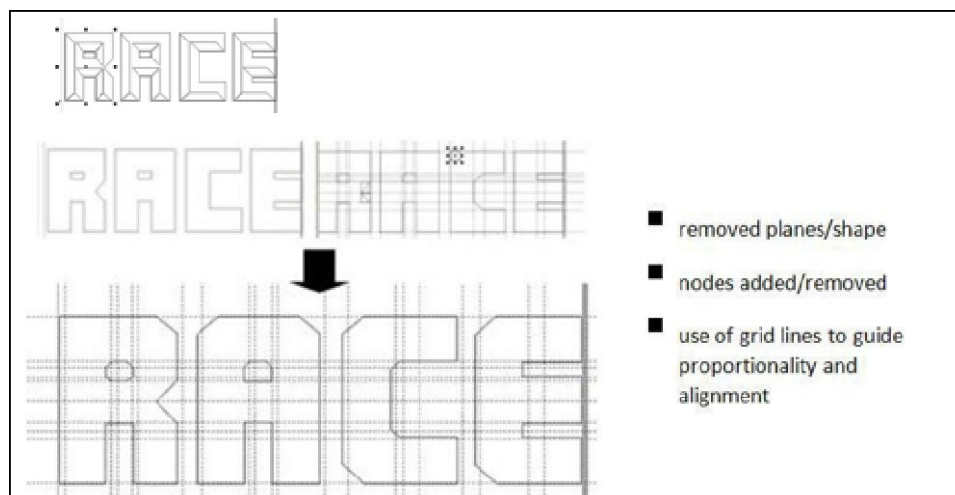 RACE
RACE RACE
RACE
removed planes/shape
nodes added/removed
use of grid lines to guide
proportionality and
alignment